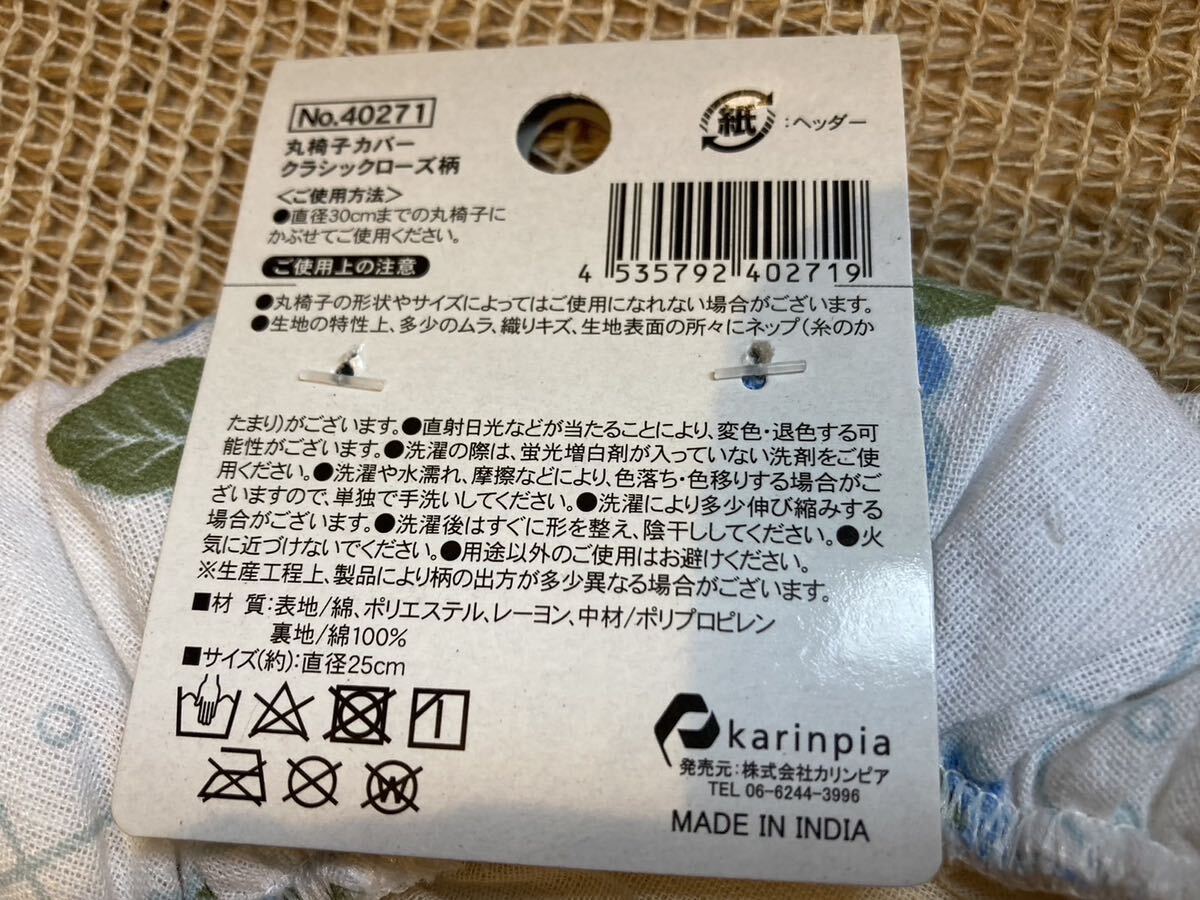 No.40271
丸椅子カバー
クラシックローズ柄
<ご使用方法>
●直径30cmまでの丸椅子に
かぶせてご使用ください。
紙:ヘッダー
4 535792 402719
ご使用上の注意
●丸椅子の形状やサイズによってはご使用になれない場合がございます。
●生地の特性上、多少のムラ、織りキズ、生地表面の所々にネップ(糸のか
たまり)がございます。●直射日光などが当たることにより、変色・退色する可
能性がございます。●洗濯の際は、蛍光増白剤が入っていない洗剤をご使
用ください。●洗濯や水濡れ、摩擦などにより、色落ち・色移りする場合がご
ざいますので、単独で手洗いしてください。●洗濯により多少伸び縮みする
場合がございます。●洗濯後はすぐに形を整え、陰干ししてください。●火
気に近づけないでください。●用途以外のご使用はお避けください。
※生産工程上、製品により柄の出方が多少異なる場合がございます。
■材 質:表地/綿、ポリエステル、レーヨン、中材/ポリプロピレン
裏地/綿100%
■サイズ(約):直径25cm
W
karinpia
発売元:株式会社カリンピア
TEL 06-6244-3996
MADE IN INDIA